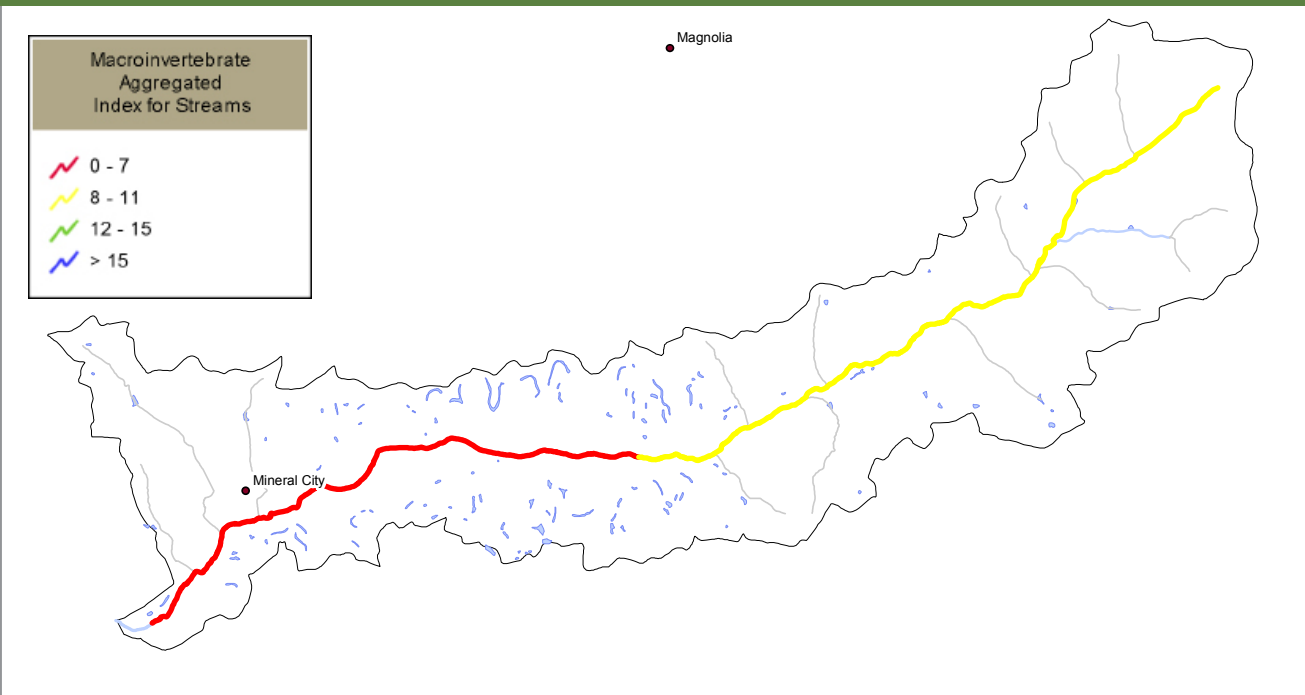 Magnolia
Macroinvertebrate
Aggregated
Index for Streams
0 - 7
8 - 11
12 - 15
> 15
Mineral City